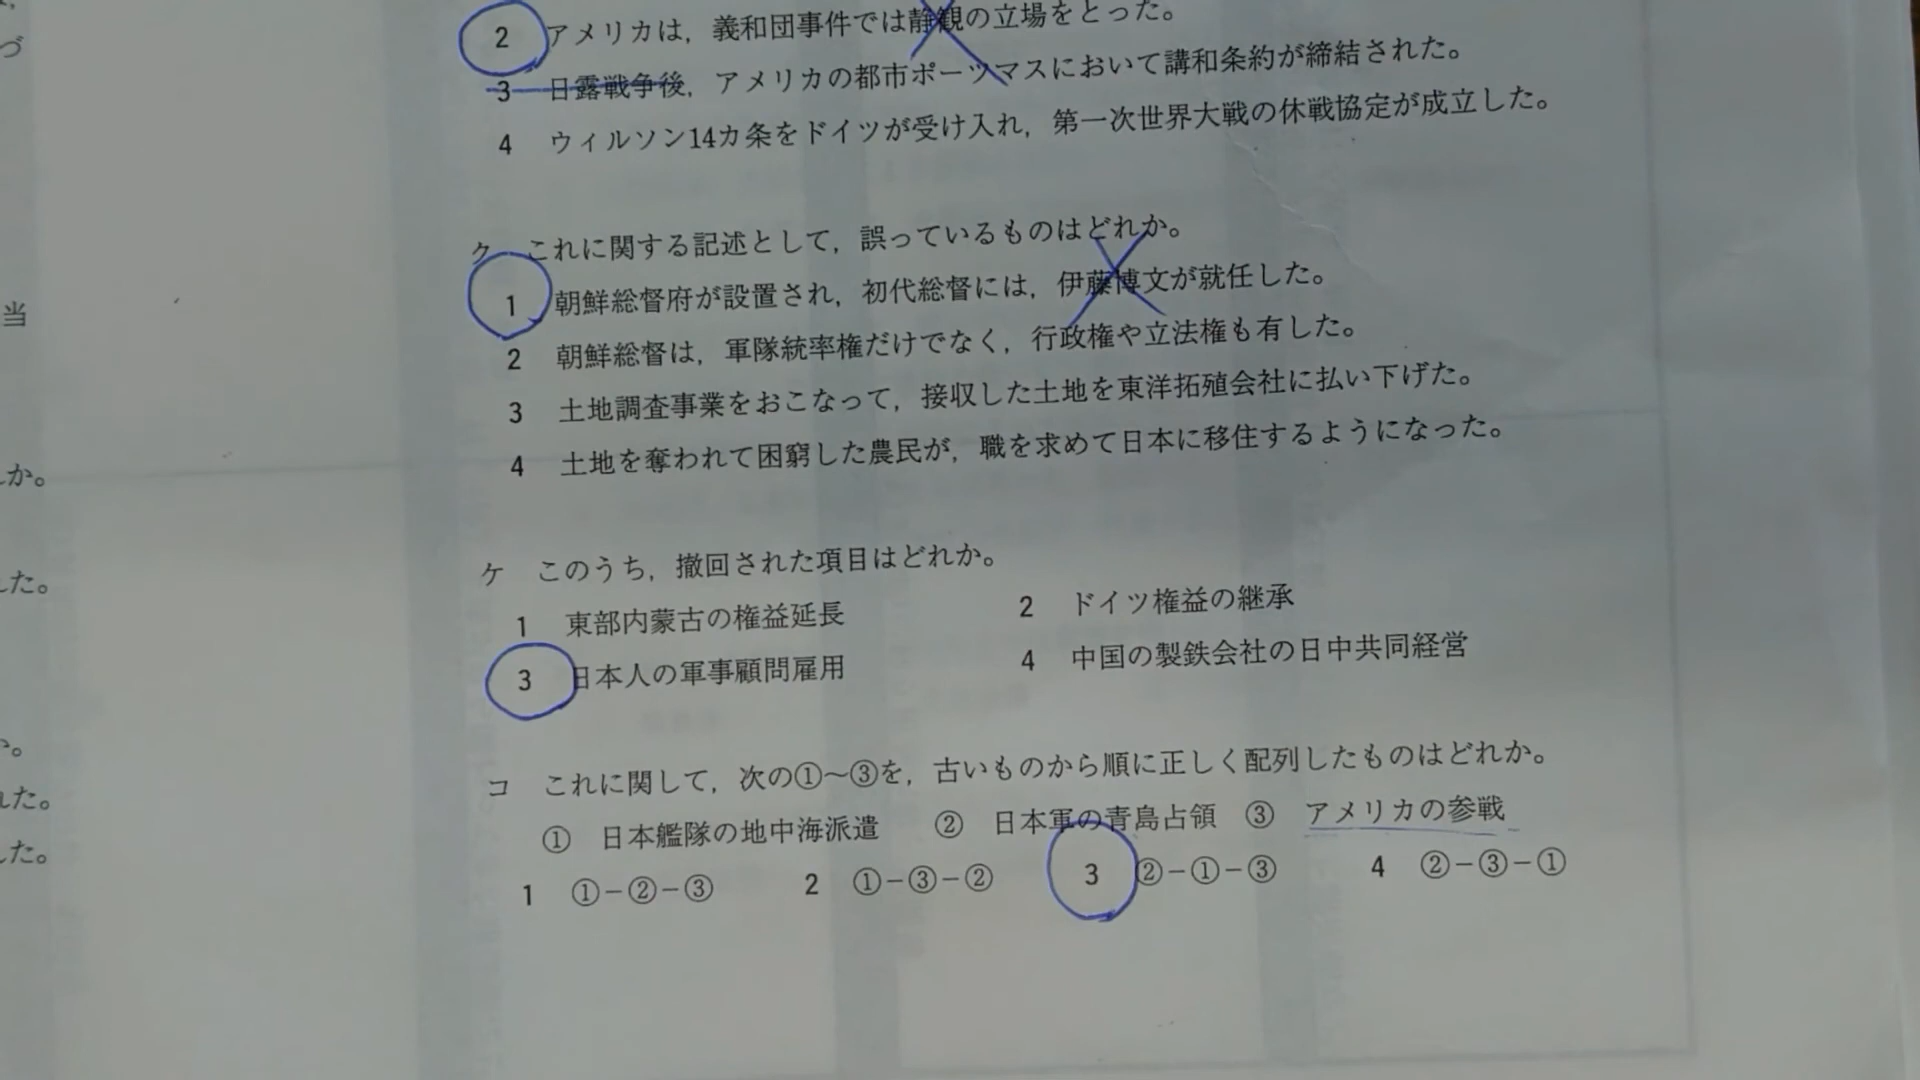 づ
2 アメリカは，義和団事件では静観の立場をとった。
3 日露戦争後，アメリカの都市ポーツマスにおいて講和条約が締結された。
4 ウィルソン14カ条をドイツが受け入れ，第一次世界大戦の休戦協定が成立した。
ク これに関する記述として，誤っているものはどれか。
1 朝鮮総督府が設置され，初代総督には，伊藤博文が就任した。
当
2 朝鮮総督は，軍隊統率権だけでなく，行政権や立法権も有した。
3 土地調査事業をおこなって，接収した土地を東洋拓殖会社に払い下げた。
4 土地を奪われて困窮した農民が，職を求めて日本に移住するようになった。
か。
ケ このうち，撤回された項目はどれか。
した。
1 東部内蒙古の権益延長 2 ドイツ権益の継承
3 日本人の軍事顧問雇用 4 中国の製鉄会社の日中共同経営
か。
コ これに関して，次の①〜③を，古いものから順に正しく配列したものはどれか。
れた。
① 日本艦隊の地中海派遣 ② 日本軍の青島占領 ③ アメリカの参戦
した。
1 ①－②－③ 2 ①－③－② 3 ②－①－③ 4 ②－③－①